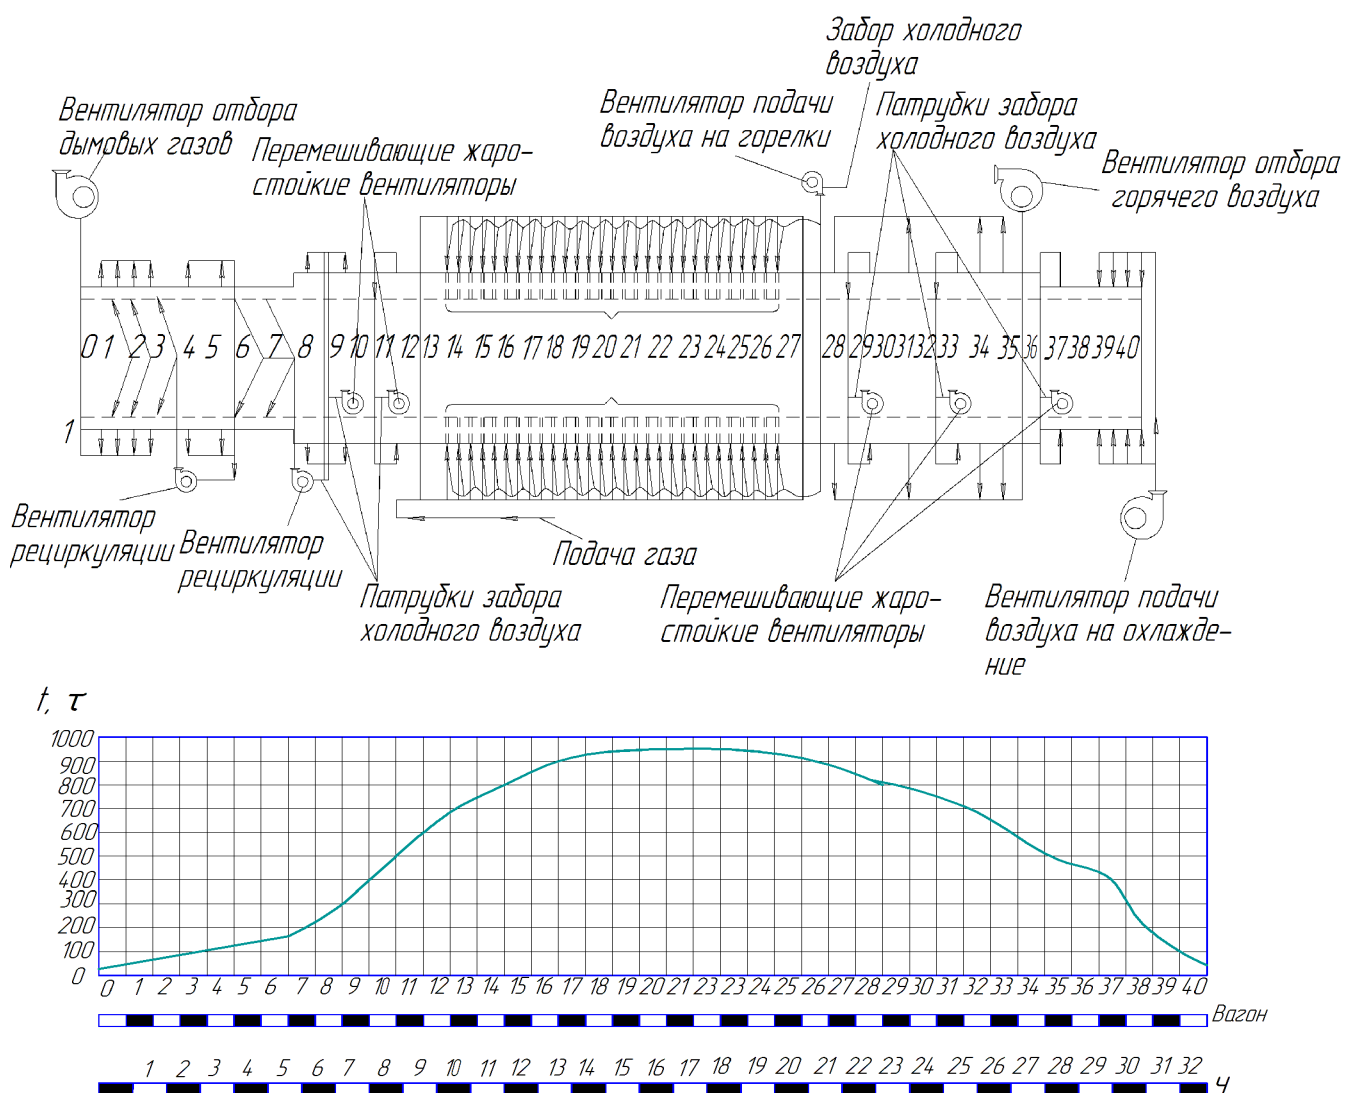 Забор холодного
воздуха
Вентилятор отбора
дымовых газов
Перемешивающие жаро-
стойкие вентиляторы
Вентилятор подачи
воздуха на горелки
Патрубки забора
холодного воздуха
Вентилятор отбора
горячего воздуха
0 1 2 3 4 5 6 7 8 9 10 11 12 13 14 15 16 17 18 19 20 21 22 23 24 25 26 27 28 29 30 31 32 33 34 35 36 37 38 39 40
1
Вентилятор
рециркуляции
Вентилятор
рециркуляции
Подача газа
Патрубки забора
холодного воздуха
Перемешивающие жаро-
стойкие вентиляторы
Вентилятор подачи
воздуха на охлажде-
ние
t, τ
1000
900
800
700
600
500
400
300
200
100
0
0 1 2 3 4 5 6 7 8 9 10 11 12 13 14 15 16 17 18 19 20 21 23 23 24 25 26 27 28 29 30 31 32 33 34 35 36 37 38 39 40
Вагон
1 2 3 4 5 6 7 8 9 10 11 12 13 14 15 16 17 18 19 20 21 22 23 24 25 26 27 28 29 30 31 32
Ч